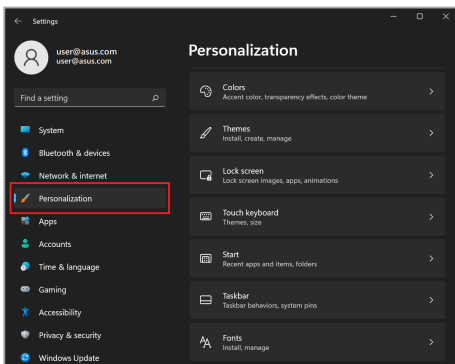 Settings
user@asus.com
user@asus.com
Find a setting
System
Bluetooth & devices
Network & internet
Personalization
Apps
Accounts
Time & language
Gaming
Accessibility
Privacy & security
Windows Update
Personalization
Colors
Accent color, transparency effects, color theme
Themes
Install, create, manage
Lock screen
Lock screen images, apps, animations
Touch keyboard
Themes, size
Start
Recent apps and items, folders
Taskbar
Taskbar behaviors, system pins
Fonts
Install, manage